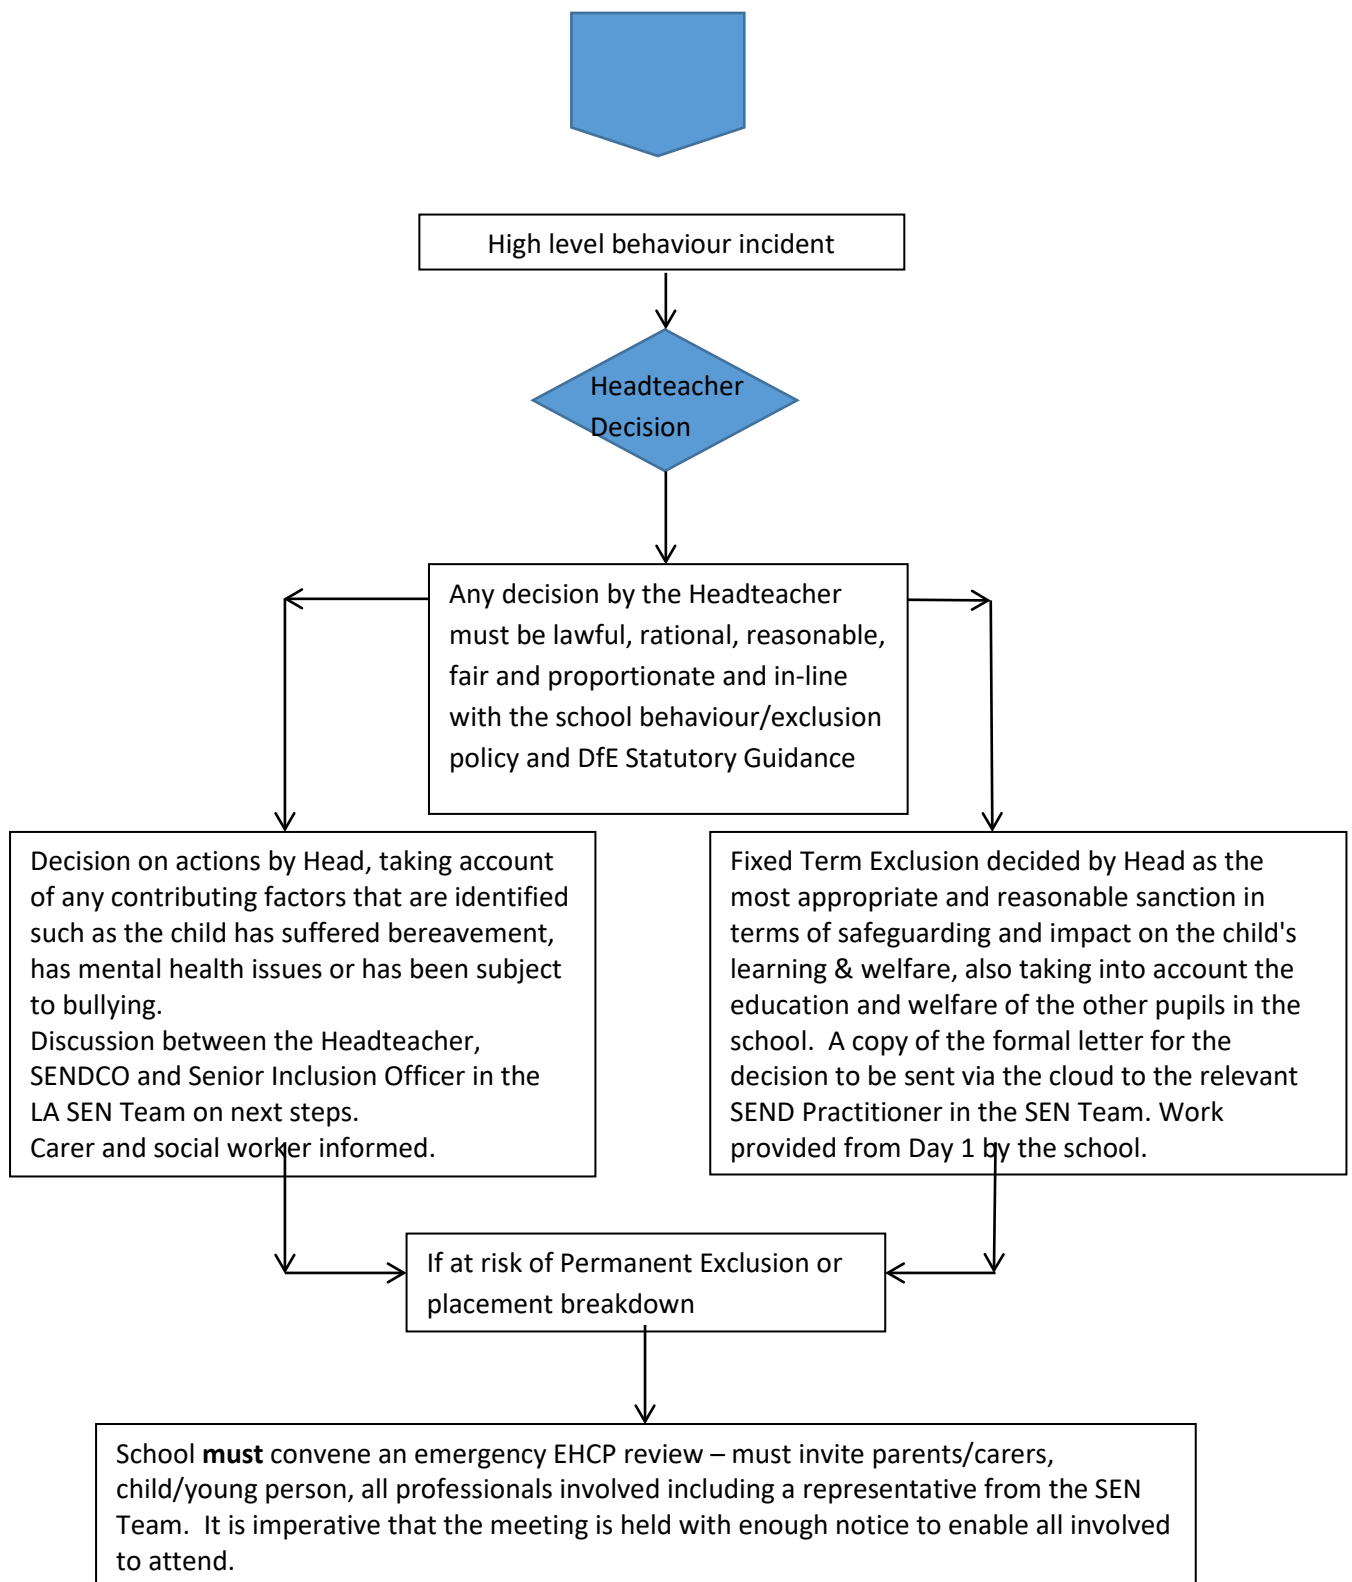 High level behaviour incident
Headteacher
Decision
Any decision by the Headteacher
must be lawful, rational, reasonable,
fair and proportionate and in-line
with the school behaviour/exclusion
policy and DfE Statutory Guidance
Decision on actions by Head, taking account
of any contributing factors that are identified
such as the child has suffered bereavement,
has mental health issues or has been subject
to bullying.
Discussion between the Headteacher,
SENDCO and Senior Inclusion Officer in the
LA SEN Team on next steps.
Carer and social worker informed.
Fixed Term Exclusion decided by Head as the
most appropriate and reasonable sanction in
terms of safeguarding and impact on the child's
learning & welfare, also taking into account the
education and welfare of the other pupils in the
school.  A copy of the formal letter for the
decision to be sent via the cloud to the relevant
SEND Practitioner in the SEN Team. Work
provided from Day 1 by the school.
If at risk of Permanent Exclusion or
placement breakdown
School must convene an emergency EHCP review – must invite parents/carers,
child/young person, all professionals involved including a representative from the SEN
Team.  It is imperative that the meeting is held with enough notice to enable all involved
to attend.